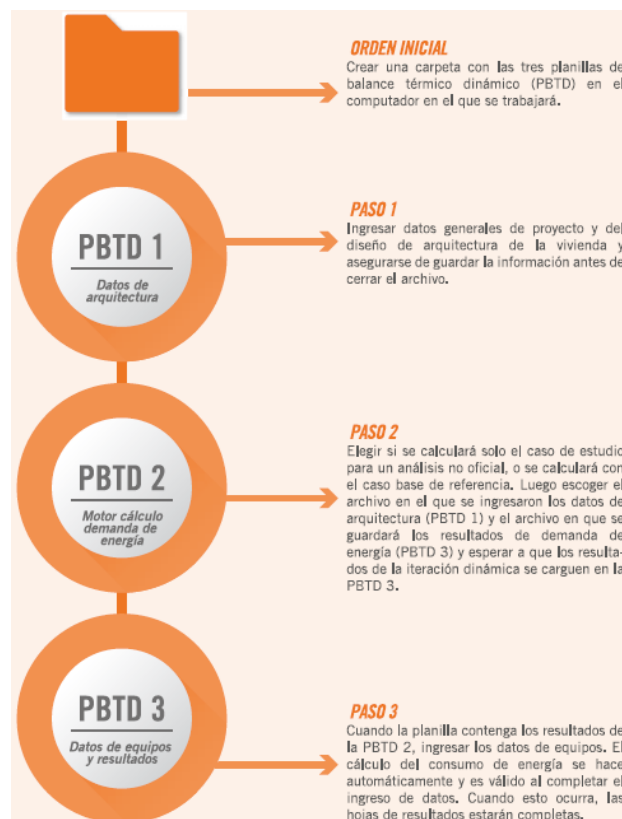 ORDEN INICIAL
Crear una carpeta con las tres planillas de
balance térmico dinámico (PBTD) en el
computador en el que se trabajará.
PBTD 1
Datos de
arquitectura
PASO 1
Ingresar datos generales de proyecto y del
diseño de arquitectura de la vivienda y
asegurarse de guardar la información antes de
cerrar el archivo.
PBTD 2
Motor cálculo
demanda de
energía
PASO 2
Elegir si se calculará solo el caso de estudio
para un análisis no oficial, o se calculará con
el caso base de referencia. Luego escoger el
archivo en el que se ingresaron los datos de
arquitectura (PBTD 1) y el archivo en que se
guardará los resultados de demanda de
energía (PBTD 3) y esperar a que los resulta-
dos de la iteración dinámica se carguen en la
PBTD 3.
PBTD 3
Datos de equipos
y resultados
PASO 3
Cuando la planilla contenga los resultados de
la PBTD 2, ingresar los datos de equipos. El
cálculo del consumo de energía se hace
automáticamente y es válido al completar el
ingreso de datos. Cuando esto ocurra, las
hojas de resultados estarán completas.